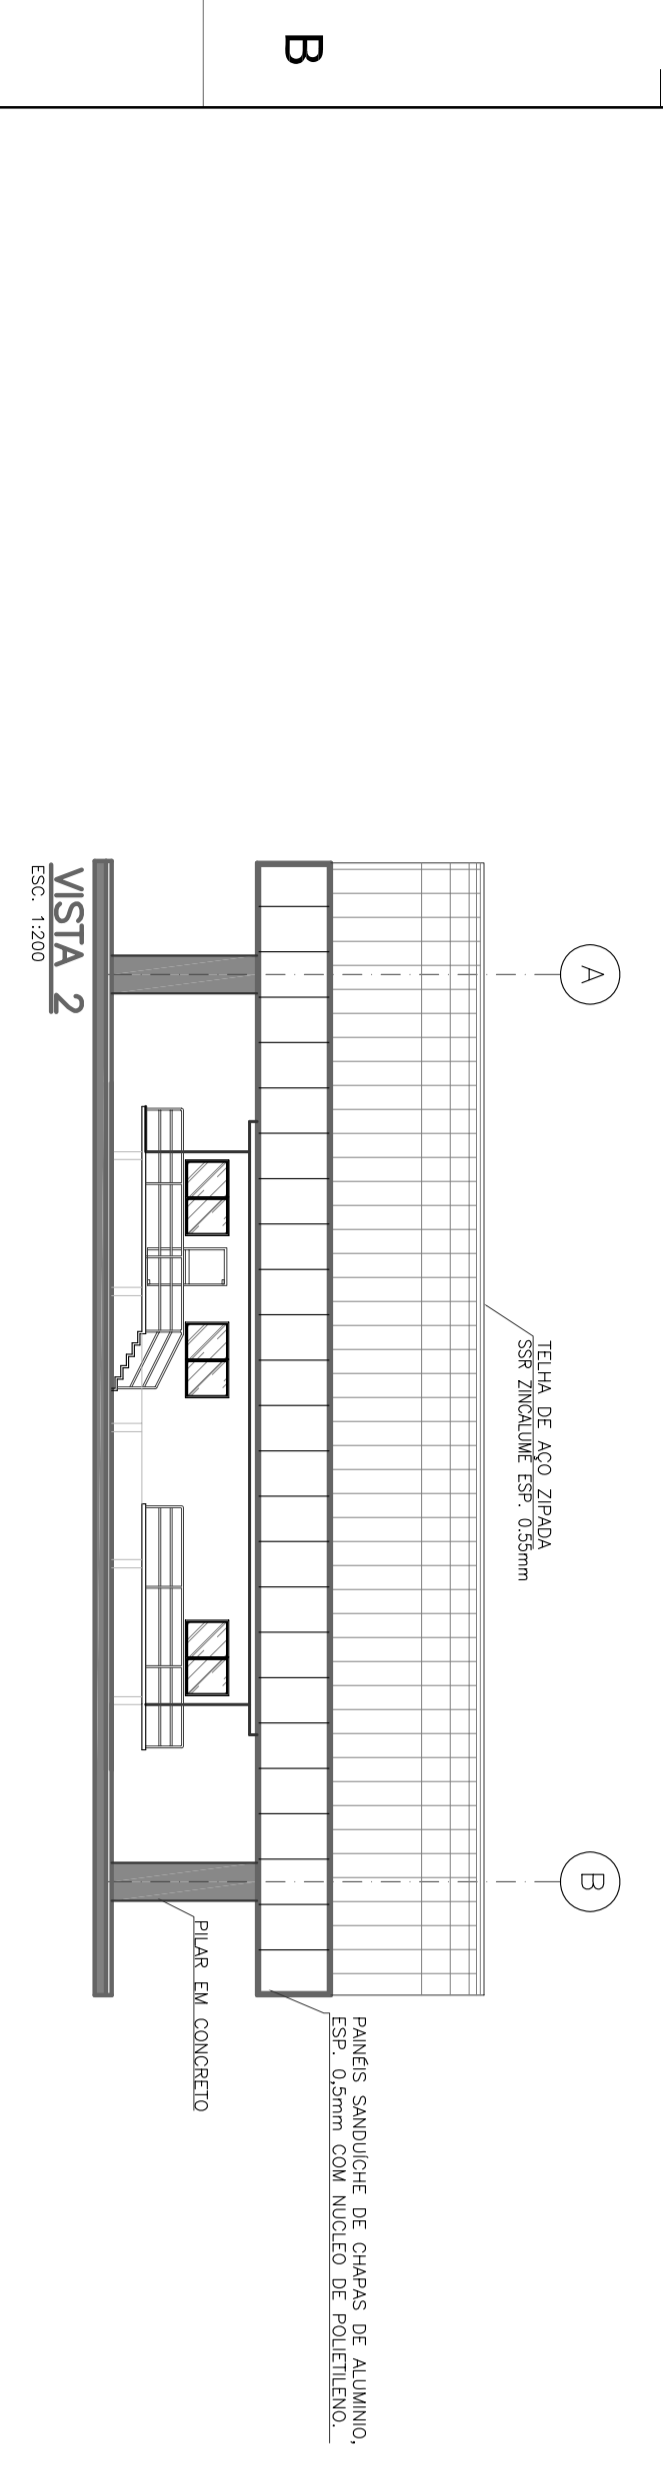 B
A
B
TELHA DE AÇO ZIPADA
SSR ZINCALUME ESP. 0.55mm
PAINÉIS SANDUÍCHE DE CHAPAS DE ALUMINIO,
ESP. 0,5mm COM NUCLEO DE POLIETILENO.
PILAR EM CONCRETO
VISTA 2
ESC. 1:200